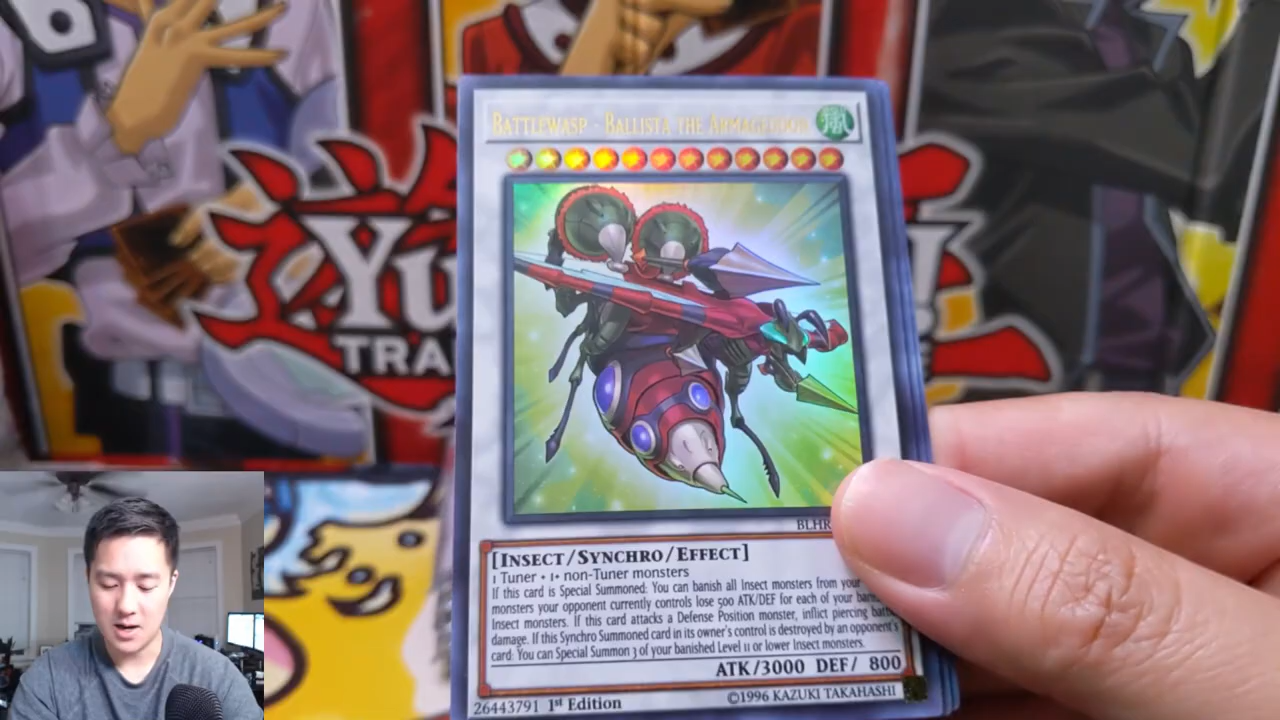 Yu
TRA
BATTLEWASP - BALLISTA THE ARMAGEDDON
風
BLHR
[INSECT/SYNCHRO/EFFECT]
1 Tuner + 1+ non-Tuner monsters
If this card is Special Summoned: You can banish all Insect monsters from your
monsters your opponent currently controls lose 500 ATK/DEF for each of your
Insect monsters. If this card attacks a Defense Position monster, inflict piercing
damage. If this Synchro Summoned card in its owner's control is destroyed by an opponent's
card: You can Special Summon 3 of your banished Level 11 or lower Insect monsters.
ATK/3000 DEF/ 800
26443791 1st Edition
©1996 KAZUKI TAKAHASHI